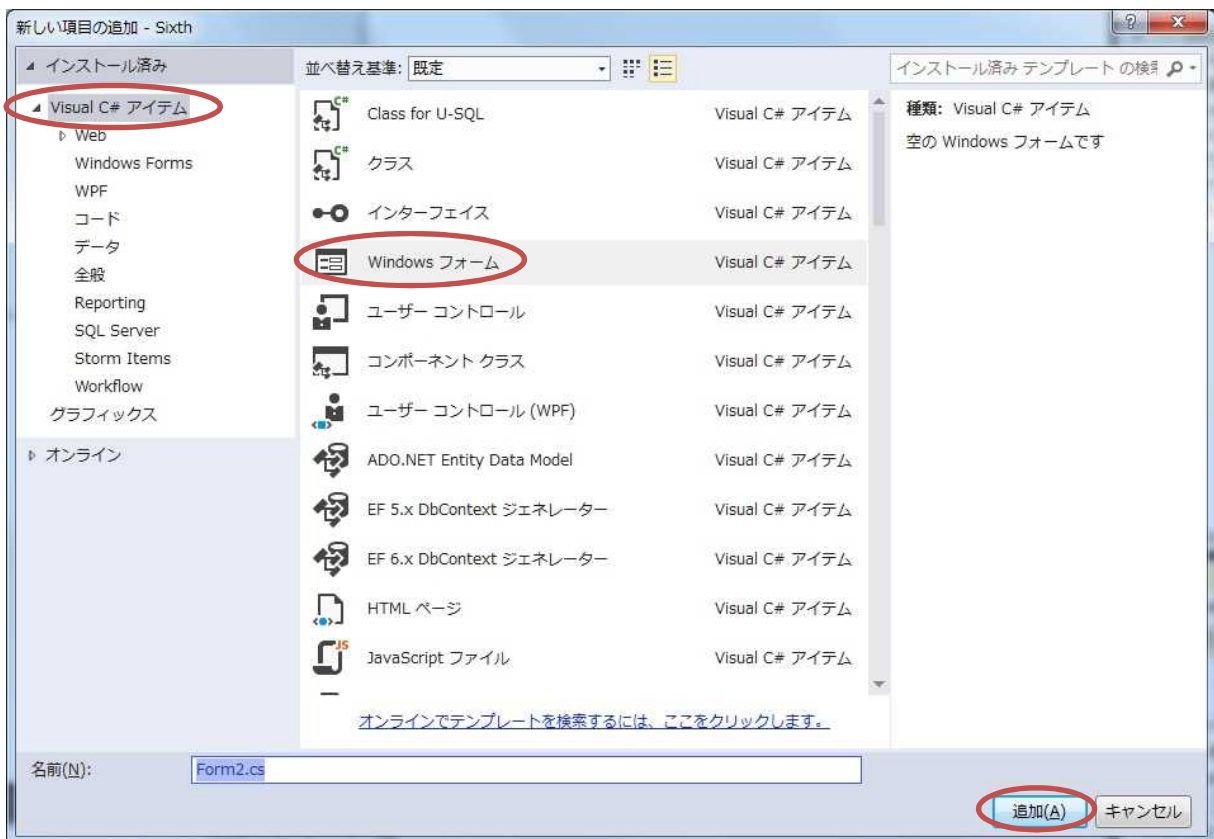 新しい項目の追加 - Sixth
インストール済み
並べ替え基準: 既定
インストール済み テンプレート の検索
Visual C# アイテム
Web
Windows Forms
WPF
コード
データ
全般
Reporting
SQL Server
Storm Items
Workflow
グラフィックス
オンライン
Class for U-SQL Visual C# アイテム
クラス Visual C# アイテム
インターフェイス Visual C# アイテム
Windows フォーム Visual C# アイテム
ユーザー コントロール Visual C# アイテム
コンポーネント クラス Visual C# アイテム
ユーザー コントロール (WPF) Visual C# アイテム
ADO.NET Entity Data Model Visual C# アイテム
EF 5.x DbContext ジェネレーター Visual C# アイテム
EF 6.x DbContext ジェネレーター Visual C# アイテム
HTML ページ Visual C# アイテム
JavaScript ファイル Visual C# アイテム
オンラインでテンプレートを検索するには、ここをクリックします。
種類: Visual C# アイテム
空の Windows フォームです
名前(N): Form2.cs
追加(A) キャンセル